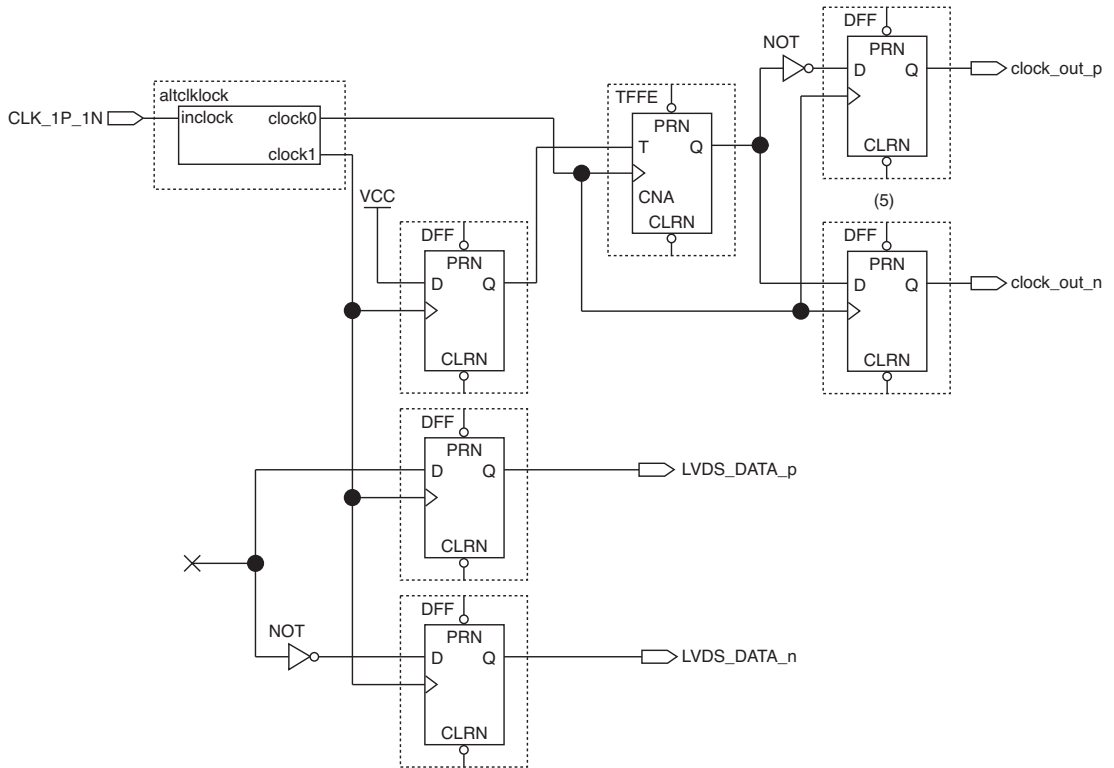 DFF
NOT
PRN
D
Q
clock_out_p
CLRN
altclklock
CLK_1P_1N
inclock
clock0
clock1
TFFE
PRN
T
Q
CNA
CLRN
(5)
VCC
DFF
PRN
D
Q
CLRN
DFF
PRN
D
Q
clock_out_n
CLRN
DFF
PRN
D
Q
LVDS_DATA_p
CLRN
NOT
DFF
PRN
D
Q
LVDS_DATA_n
CLRN